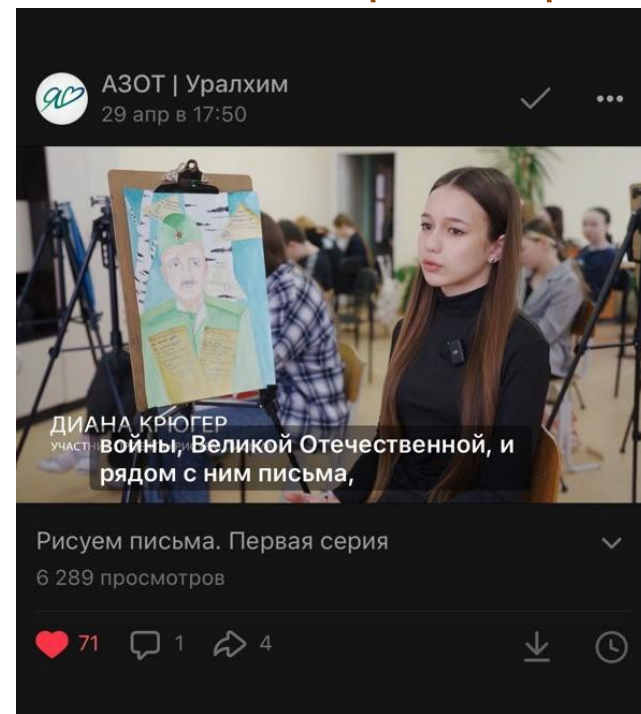 АЗОТ | Уралхим
29 апр в 17:50
ДИАНА КРЮГЕР
войны, Великой Отечественной, и
рядом с ним письма,
Рисуем письма. Первая серия
6 289 просмотров
71 1 4